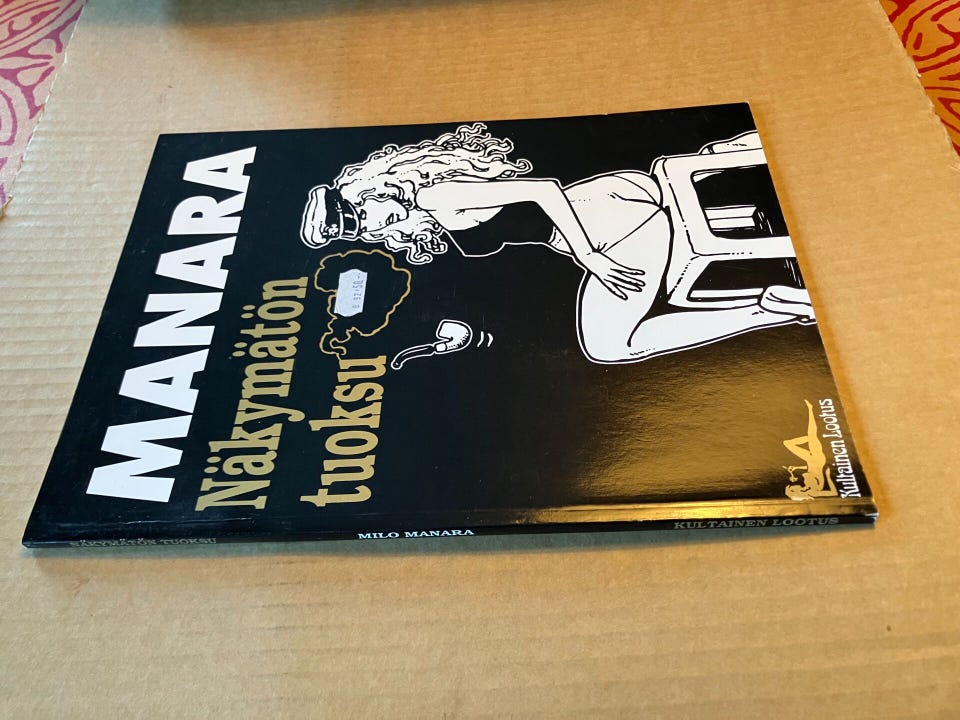 MANARA
Näkymätön
tuoksu
Kultainen Lootus
NÄKYMÄTÖN TUOKSU
MILO MANARA
KULTAINEN LOOTUS